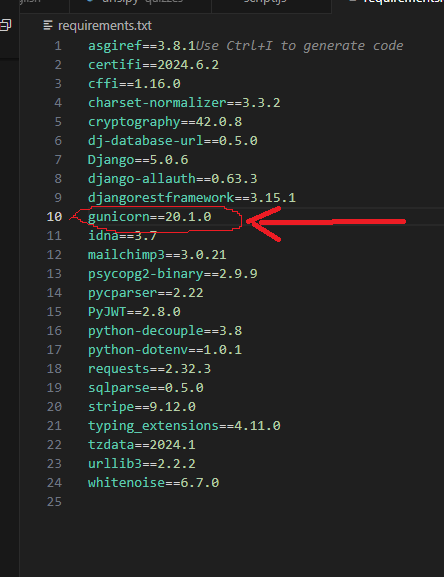 requirements.txt
1 asgiref==3.8.1Use Ctrl+I to generate code
2 certifi==2024.6.2
3 cffi==1.16.0
4 charset-normalizer==3.3.2
5 cryptography==42.0.8
6 dj-database-url==0.5.0
7 Django==5.0.6
8 django-allauth==0.63.3
9 djangorestframework==3.15.1
10 gunicorn==20.1.0
11 idna==3.7
12 mailchimp3==3.0.21
13 psycopg2-binary==2.9.9
14 pycparser==2.22
15 PyJWT==2.8.0
16 python-decouple==3.8
17 python-dotenv==1.0.1
18 requests==2.32.3
19 sqlparse==0.5.0
20 stripe==9.12.0
21 typing_extensions==4.11.0
22 tzdata==2024.1
23 urllib3==2.2.2
24 whitenoise==6.7.0
25